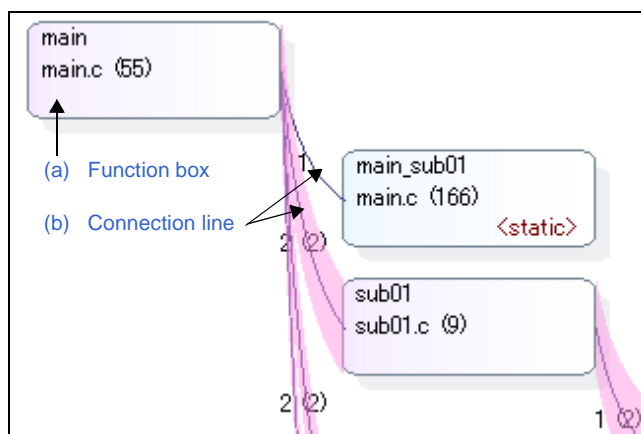 main
main.c (55)
(a) Function box
1
main_sub01
main.c (166)
(b) Connection line
<static>
2 (2)
sub01
sub01.c (9)
2 (2)
1 (2)